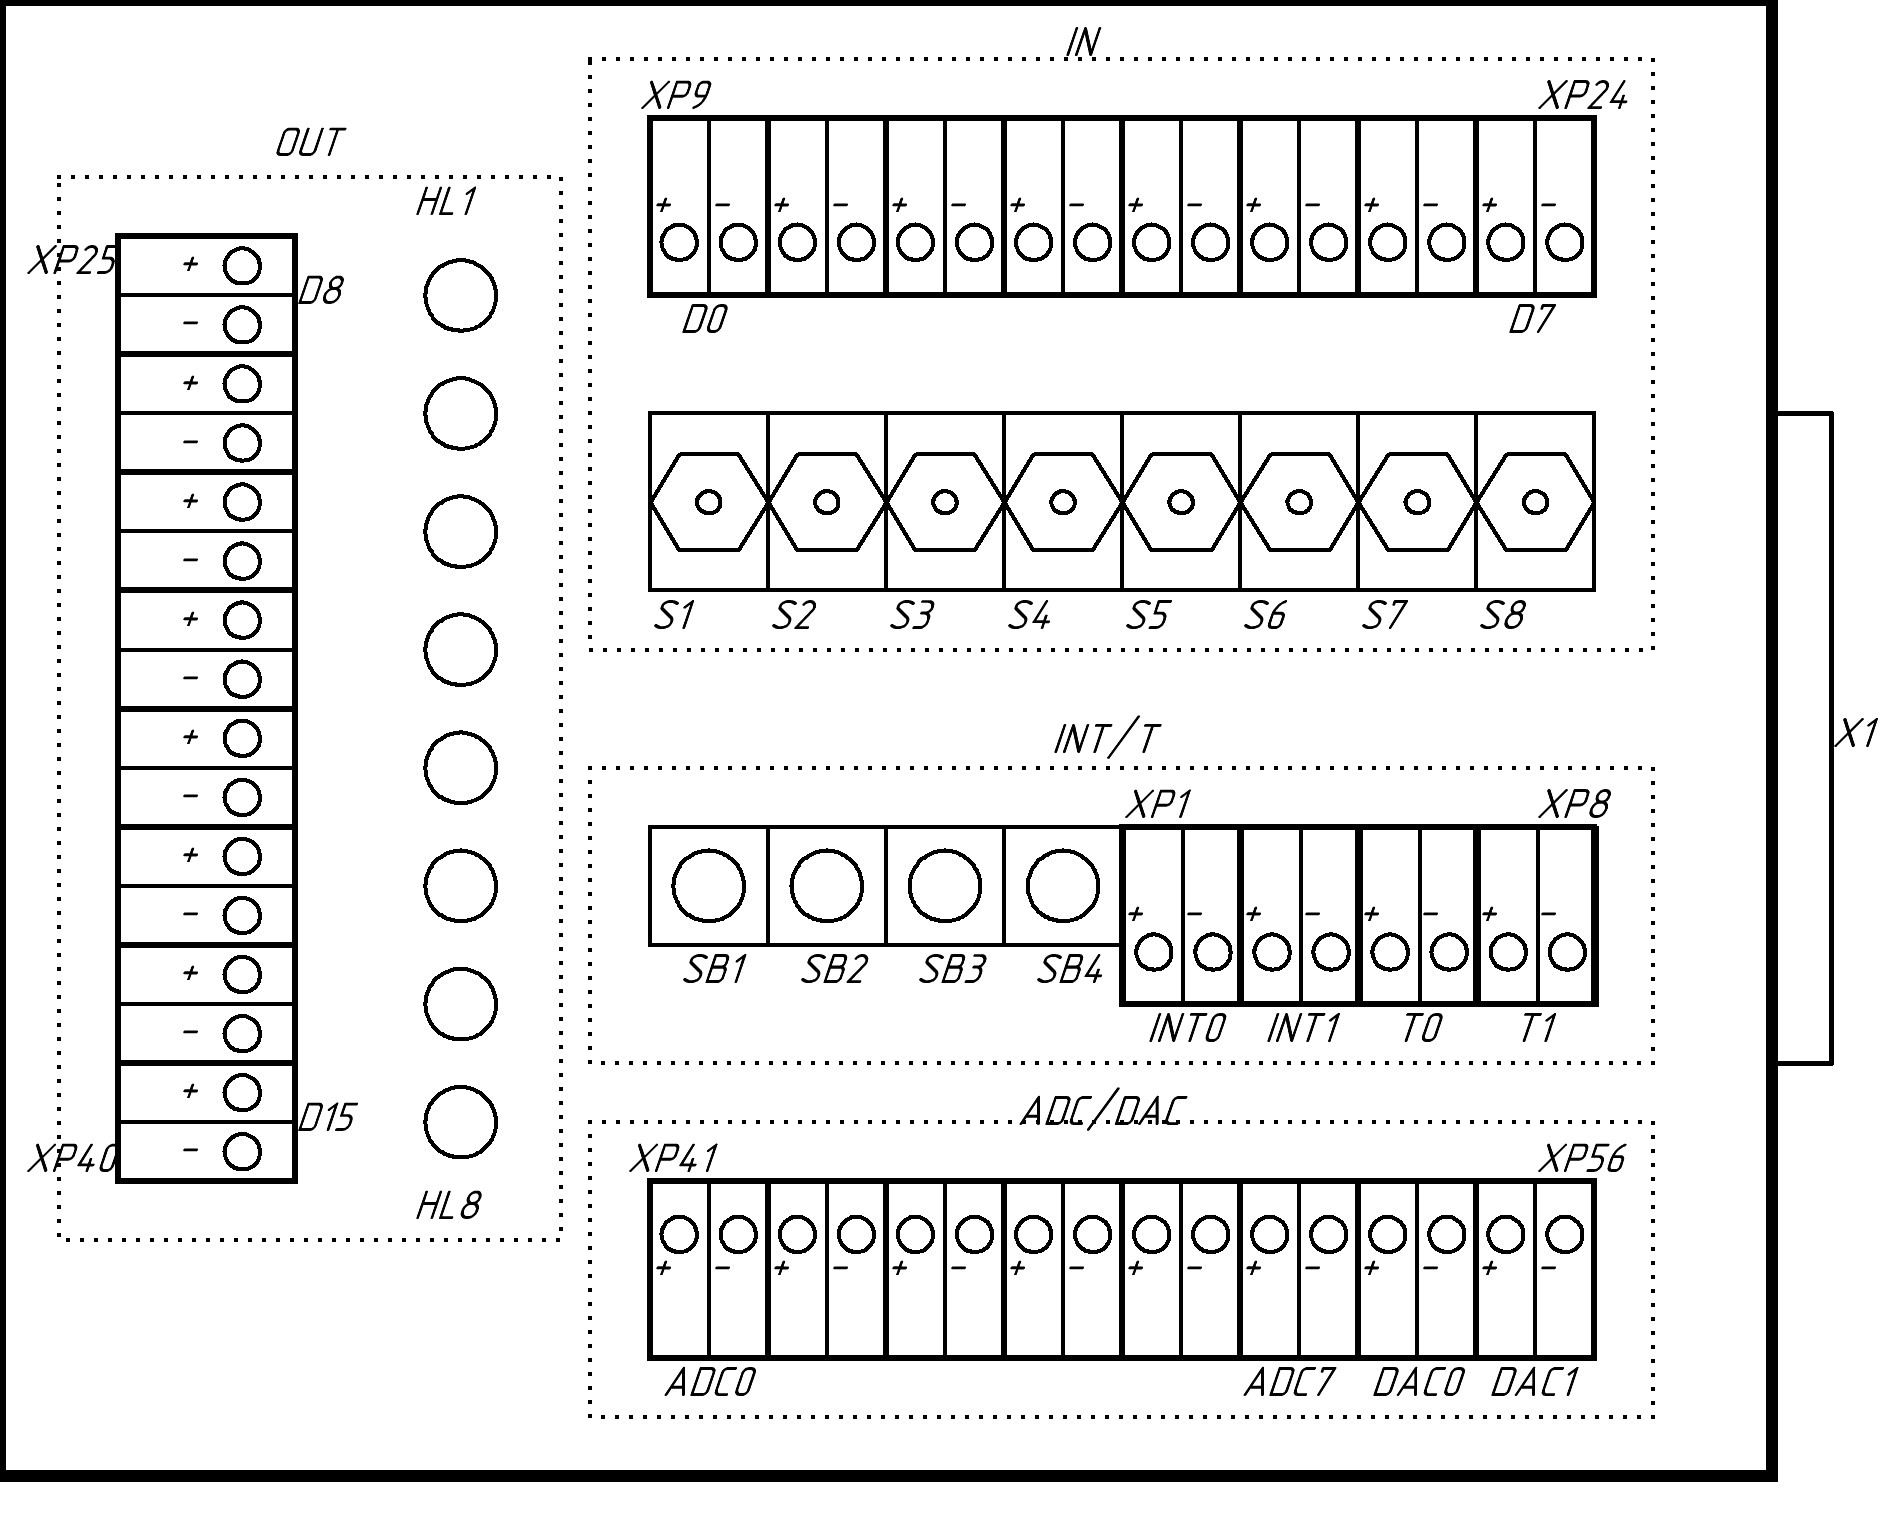 IN
XP9 XP24
+ - + - + - + - + - + - + - + -
D0 D7
S1 S2 S3 S4 S5 S6 S7 S8
OUT
HL1
XP25 + D8
-
+
-
+
-
+
-
+
-
+
-
+
-
+ D15
XP40 -
HL8
INT/T
XP1 XP8
+ - + - + - + -
SB1 SB2 SB3 SB4
INT0 INT1 T0 T1
ADC/DAC
XP41 XP56
+ - + - + - + - + - + - + - + -
ADC0 ADC7 DAC0 DAC1
X1